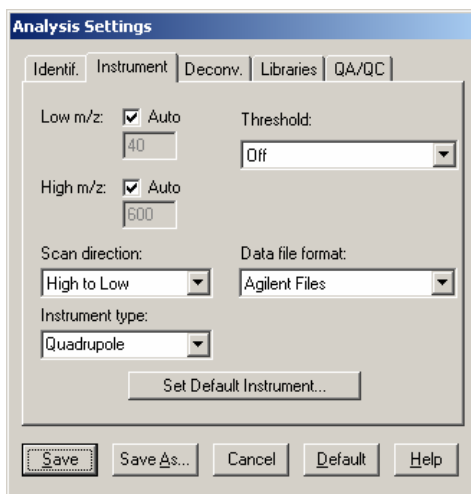 Analysis Settings
Identif. Instrument Deconv. Libraries QA/QC
Low m/z: Auto
40
Threshold:
Off
High m/z: Auto
600
Scan direction:
High to Low
Data file format:
Agilent Files
Instrument type:
Quadrupole
Set Default Instrument...
Save Save As... Cancel Default Help